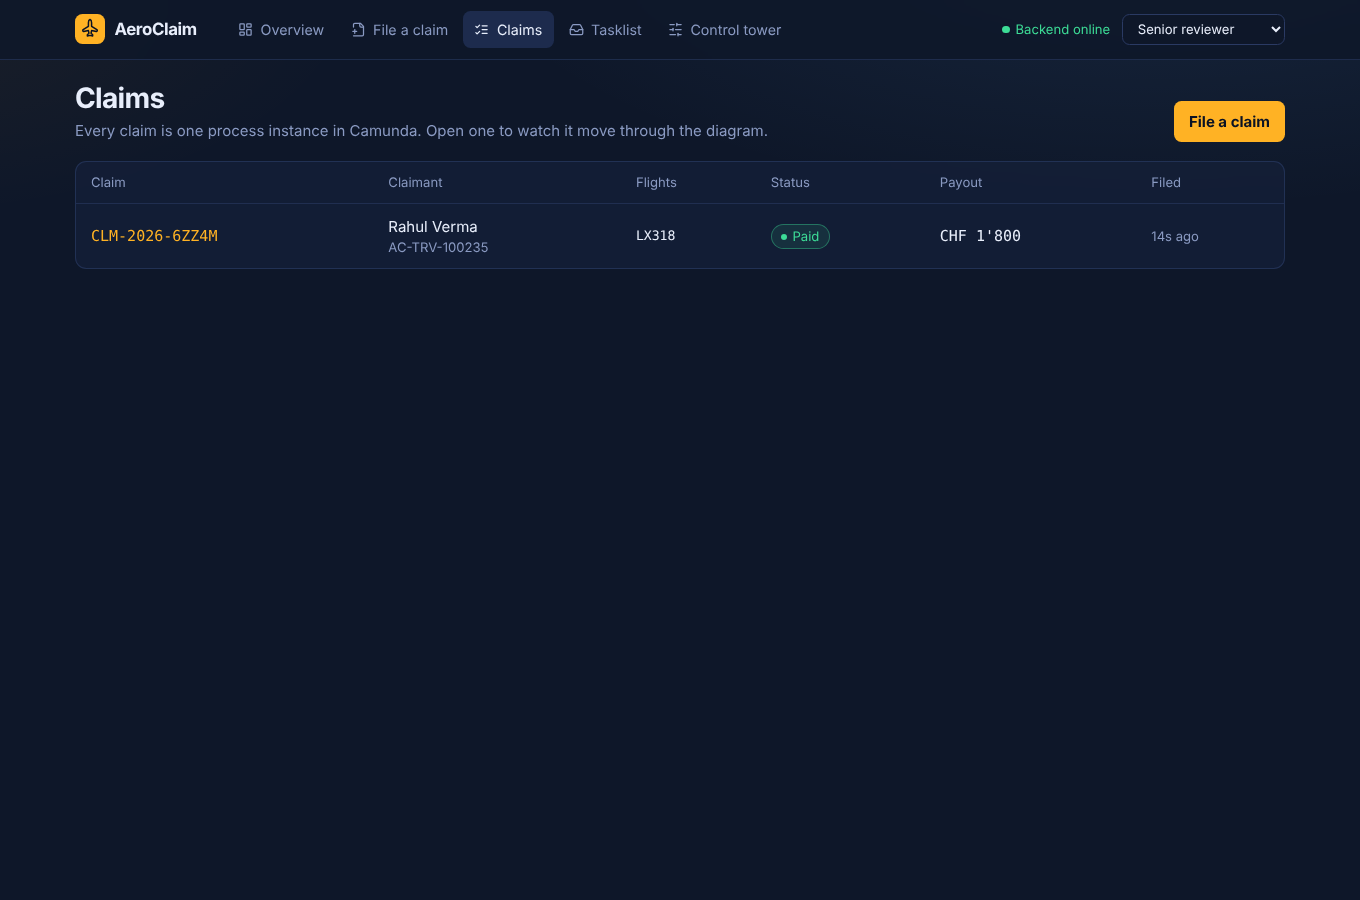 AeroClaim
Overview
File a claim
Claims
Tasklist
Control tower
Backend online
Senior reviewer
Claims
Every claim is one process instance in Camunda. Open one to watch it move through the diagram.
File a claim
Claim Claimant Flights Status Payout Filed
CLM-2026-6ZZ4M Rahul Verma LX318 Paid CHF 1'800 14s ago
AC-TRV-100235